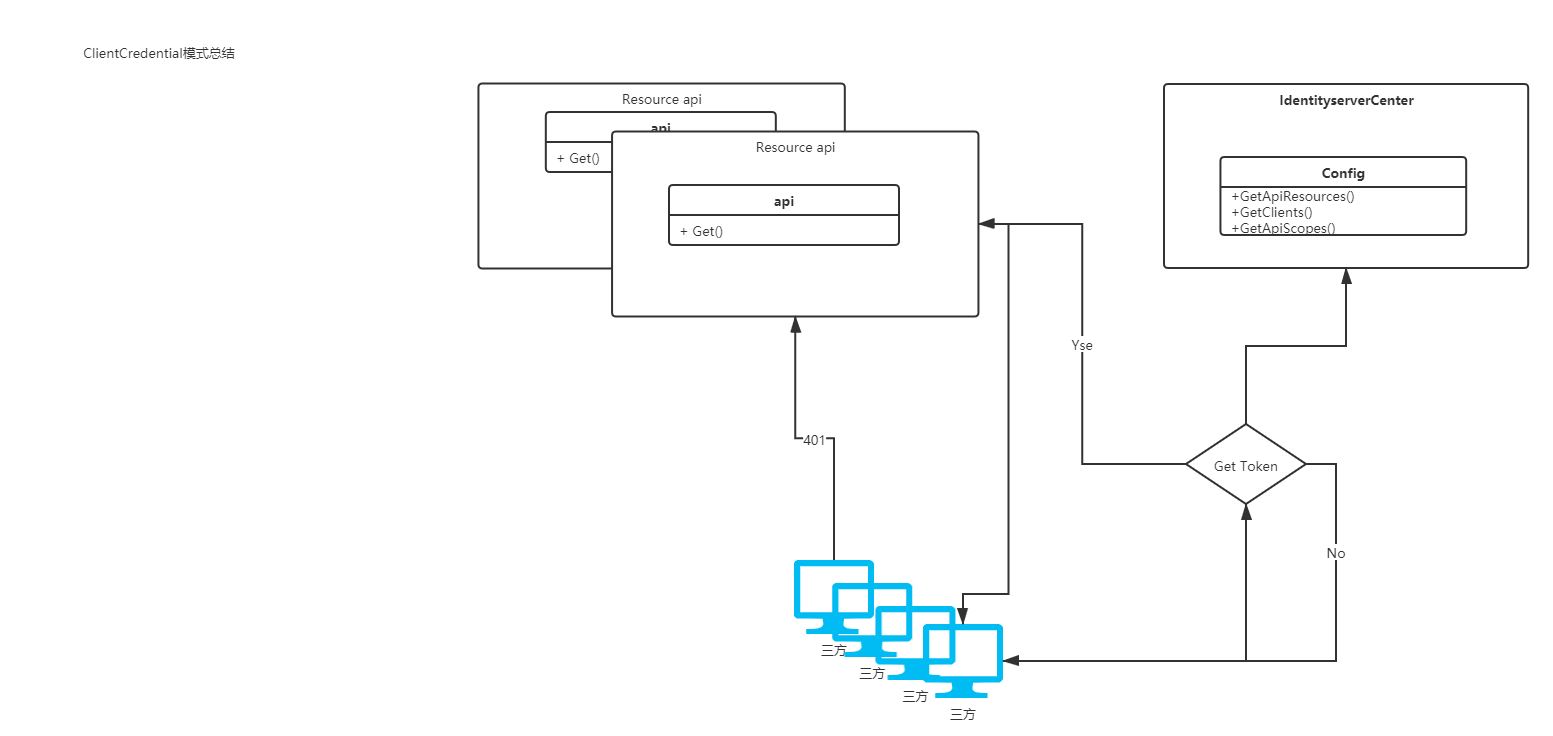 ClientCredential模式总结
Resource api
api
+ Get()
Resource api
api
+ Get()
IdentityserverCenter
Config
+GetApiResources()
+GetClients()
+GetApiScopes()
Yse
401
Get Token
No
三方
三方
三方
三方